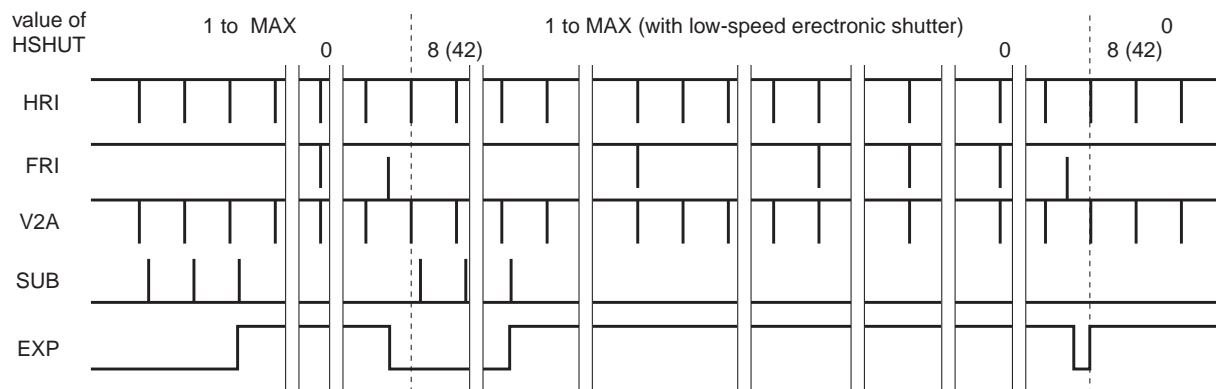 value of
HSHUT
1 to MAX
0
8 (42)
1 to MAX (with low-speed erectronic shutter)
0
0
8 (42)
HRI
FRI
V2A
SUB
EXP